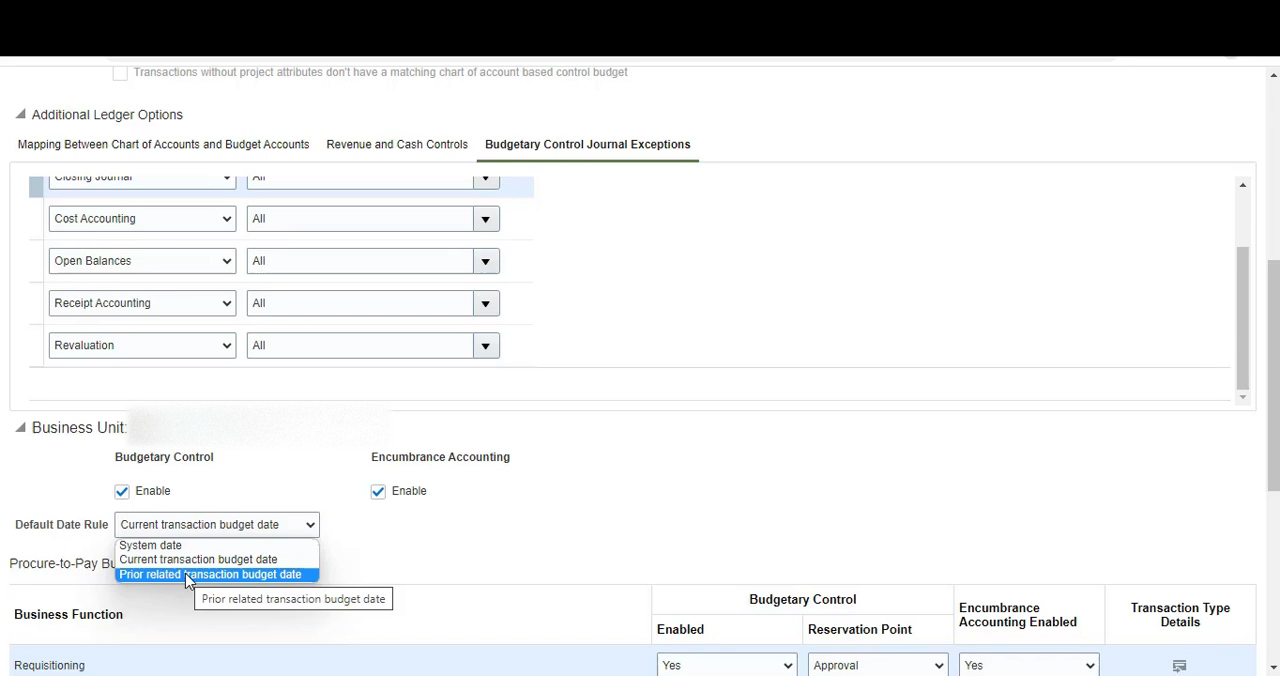 Transactions without project attributes don't have a matching chart of account based control budget
Additional Ledger Options
Mapping Between Chart of Accounts and Budget Accounts Revenue and Cash Controls Budgetary Control Journal Exceptions
Closing Journal All
Cost Accounting All
Open Balances All
Receipt Accounting All
Revaluation All
Business Unit:
Budgetary Control Encumbrance Accounting
Enable Enable
Default Date Rule Current transaction budget date
System date
Current transaction budget date
Procure-to-Pay Bu
Prior related transaction budget date
Prior related transaction budget date
Business Function Budgetary Control Encumbrance Accounting Enabled Transaction Type Details
Enabled Reservation Point
Requisitioning Yes Approval Yes